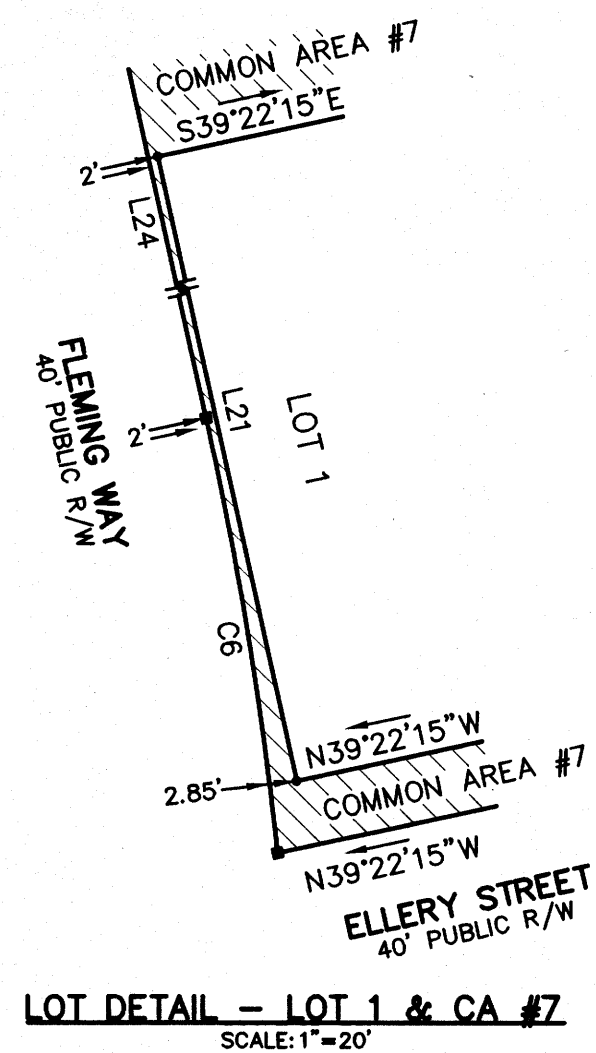 COMMON AREA #7
S39°22'15"E
2'
L24
FLEMING WAY
40' PUBLIC R/W
L21
2'
LOT 1
C6
N39°22'15"W
2.85'
COMMON AREA #7
N39°22'15"W
ELLERY STREET
40' PUBLIC R/W
LOT DETAIL - LOT 1 & CA #7
SCALE: 1"=20'